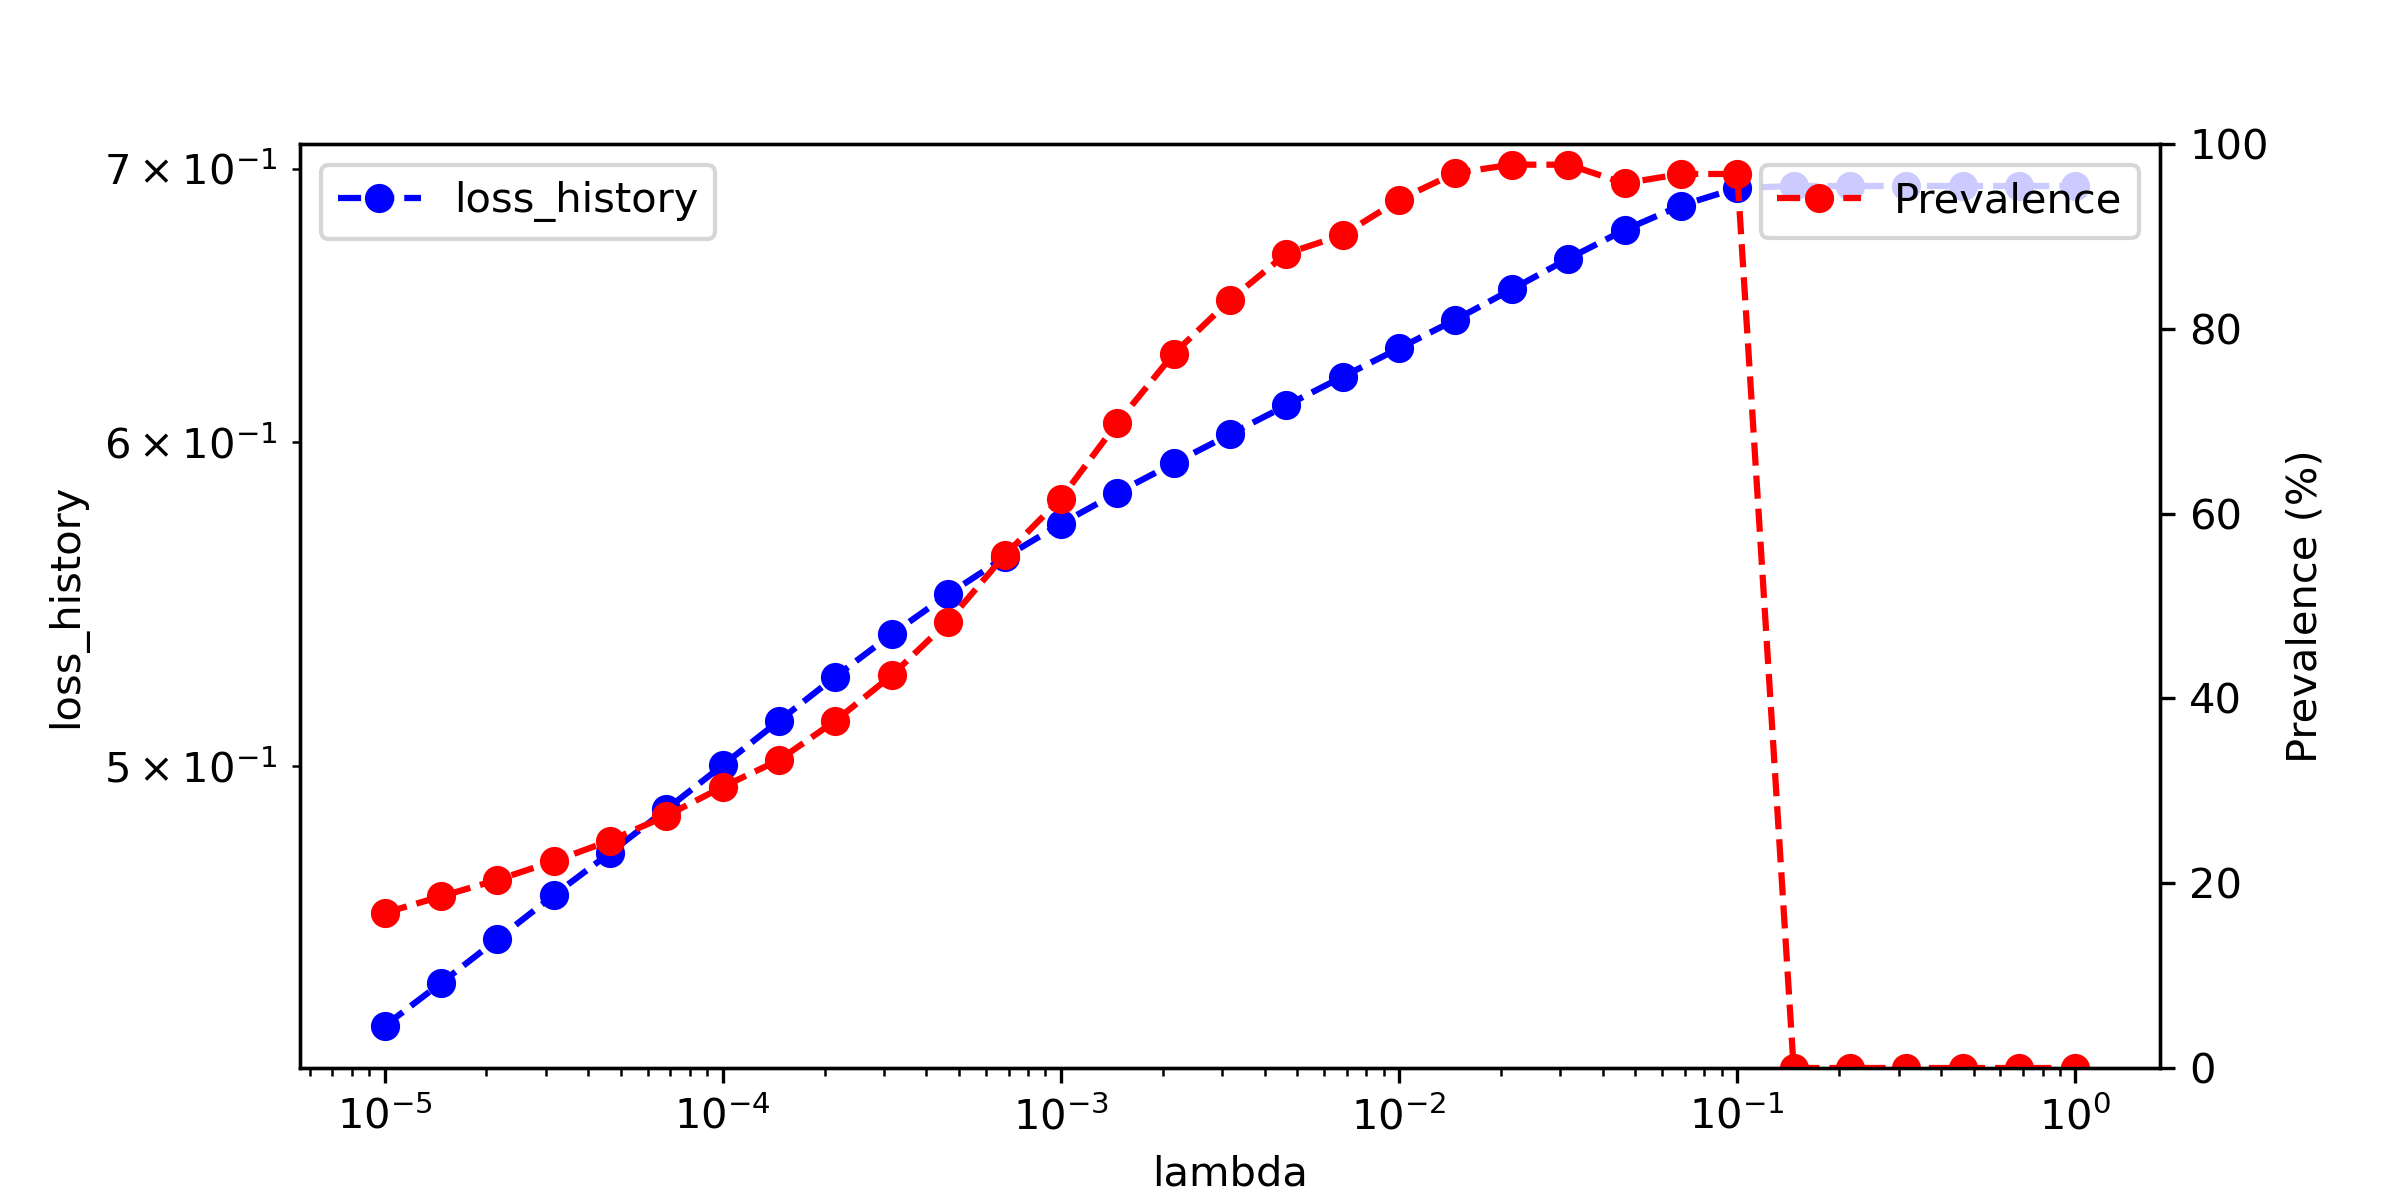 loss_history
Prevalence
7 × 10⁻¹
6 × 10⁻¹
5 × 10⁻¹
loss_history
100
80
60
40
20
0
Prevalence (%)
10⁻⁵ 10⁻⁴ 10⁻³ 10⁻² 10⁻¹ 10⁰
lambda